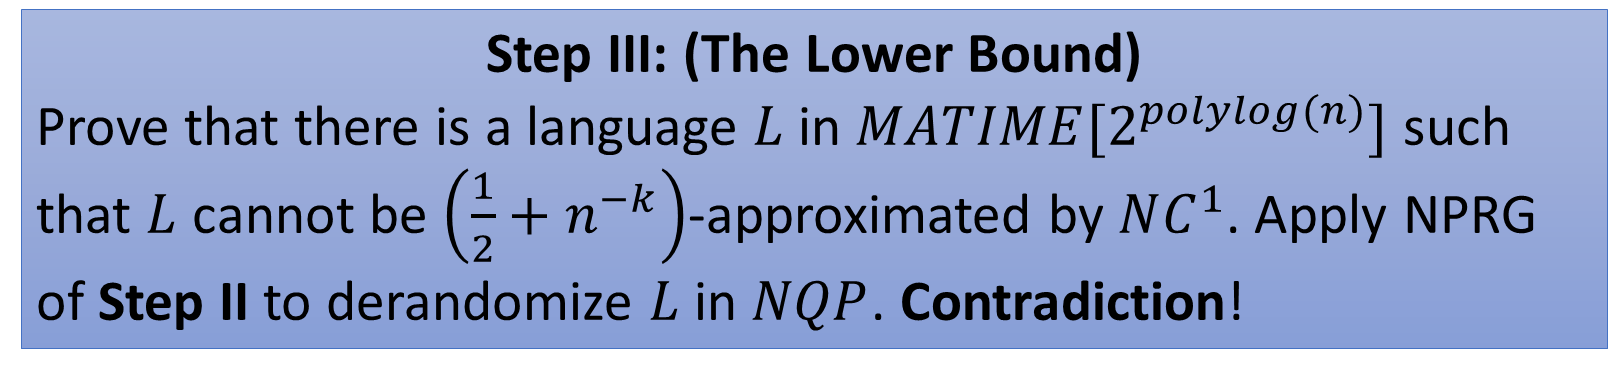 Step III: (The Lower Bound)
Prove that there is a language L in MATIME[2^{polylog(n)}] such
that L cannot be (1/2 + n^{-k})-approximated by NC^1. Apply NPRG
of Step II to derandomize L in NQP. Contradiction!